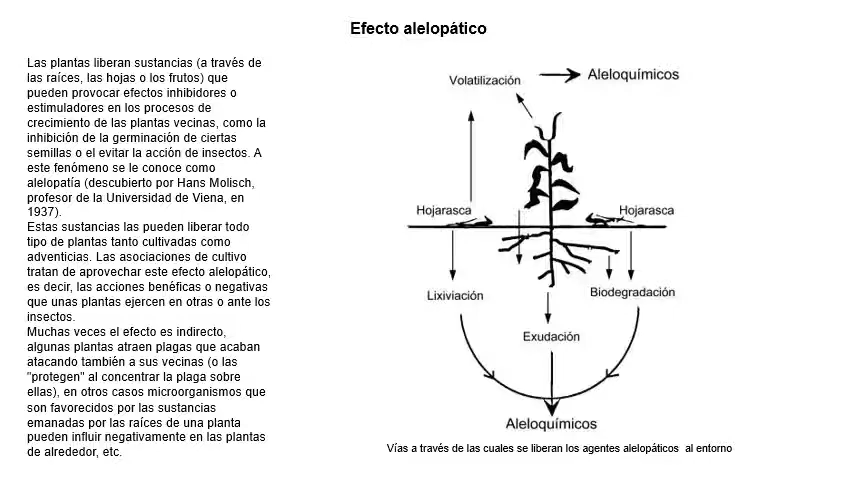 Efecto alelopático
Las plantas liberan sustancias (a través de
las raíces, las hojas o los frutos) que
pueden provocar efectos inhibidores o
estimuladores en los procesos de
crecimiento de las plantas vecinas, como la
inhibición de la germinación de ciertas
semillas o el evitar la acción de insectos. A
este fenómeno se le conoce como
alelopatía (descubierto por Hans Molisch,
profesor de la Universidad de Viena, en
1937).
Estas sustancias las pueden liberar todo
tipo de plantas tanto cultivadas como
adventicias. Las asociaciones de cultivo
tratan de aprovechar este efecto alelopático,
es decir, las acciones benéficas o negativas
que unas plantas ejercen en otras o ante los
insectos.
Muchas veces el efecto es indirecto,
algunas plantas atraen plagas que acaban
atacando también a sus vecinas (o las
"protegen" al concentrar la plaga sobre
ellas), en otros casos microorganismos que
son favorecidos por las sustancias
emanadas por las raíces de una planta
pueden influir negativamente en las plantas
de alrededor, etc.
Volatilización
Aleloquímicos
Hojarasca
Hojarasca
Lixiviación
Biodegradación
Exudación
Aleloquímicos
Vías a través de las cuales se liberan los agentes alelopáticos al entorno